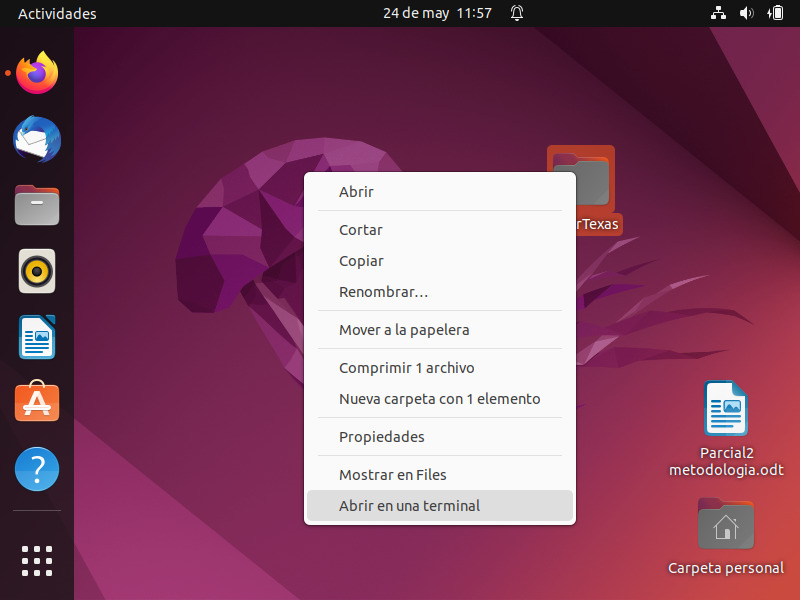 Actividades
24 de may 11:57
rTexas
Abrir
Cortar
Copiar
Renombrar...
Mover a la papelera
Comprimir 1 archivo
Nueva carpeta con 1 elemento
Propiedades
Mostrar en Files
Abrir en una terminal
Parcial2
metodologia.odt
Carpeta personal